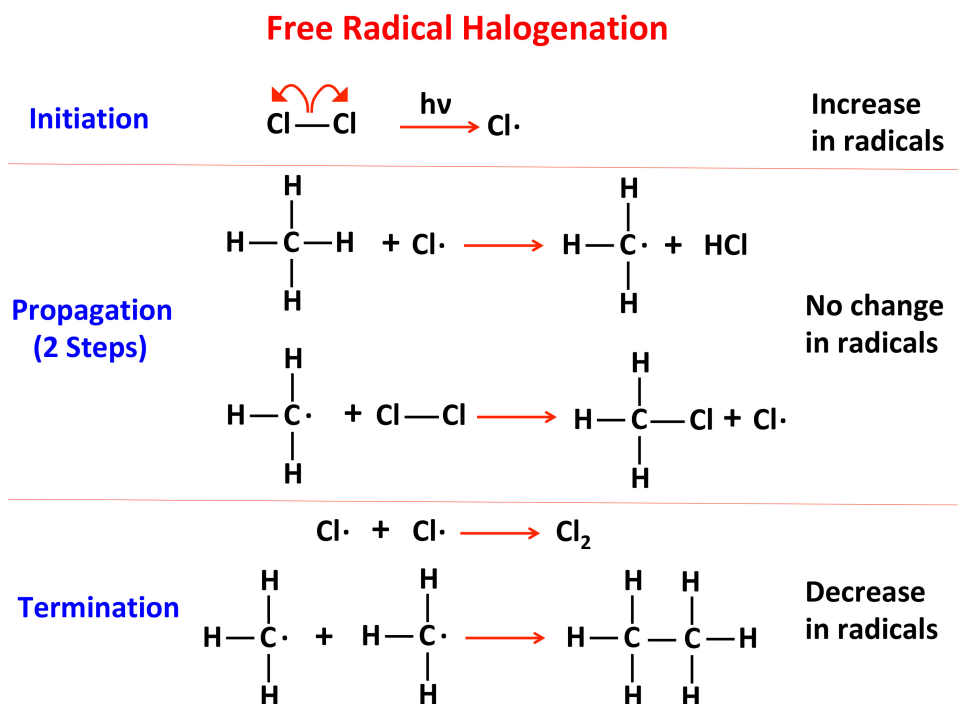 Free Radical Halogenation
Initiation
Cl—Cl hν Cl·
Increase
in radicals
H
H—C—H + Cl· H—C· + HCl
H
H
H
Propagation
(2 Steps)
No change
in radicals
H
H—C· + Cl—Cl H—C—Cl + Cl·
H
H
H
Cl· + Cl· Cl₂
Termination
H H H H
H—C· + H—C· H—C—C—H
H H H H
Decrease
in radicals